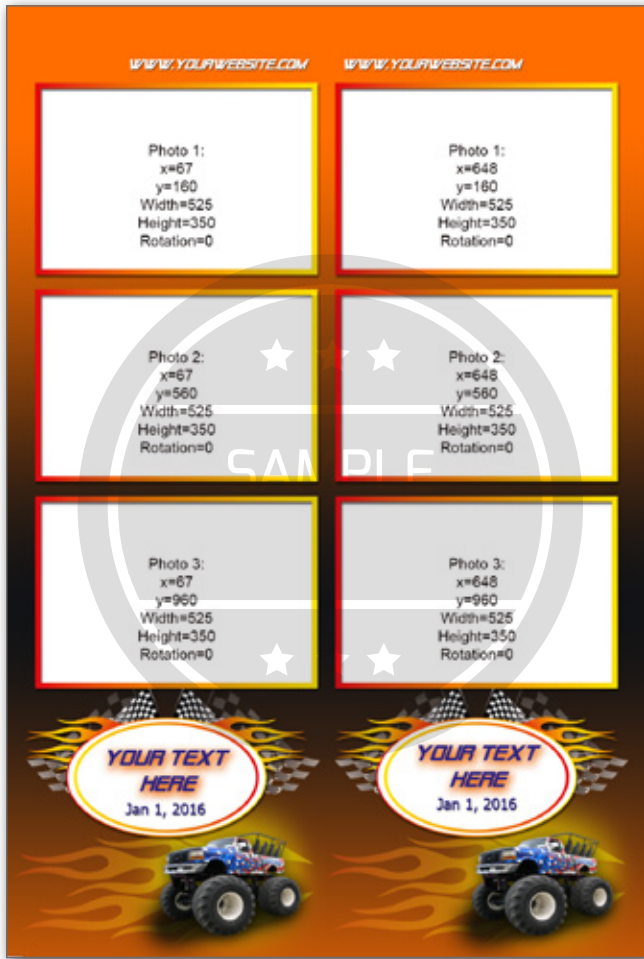 WWW.YOURWEBSITE.COM
WWW.YOURWEBSITE.COM
Photo 1:
x=67
y=160
Width=525
Height=350
Rotation=0
Photo 1:
x=648
y=160
Width=525
Height=350
Rotation=0
Photo 2:
x=67
y=560
Width=525
Height=350
Rotation=0
Photo 2:
x=648
y=560
Width=525
Height=350
Rotation=0
SAMPLE
Photo 3:
x=67
y=960
Width=525
Height=350
Rotation=0
Photo 3:
x=648
y=960
Width=525
Height=350
Rotation=0
YOUR TEXT
HERE
Jan 1, 2016
YOUR TEXT
HERE
Jan 1, 2016